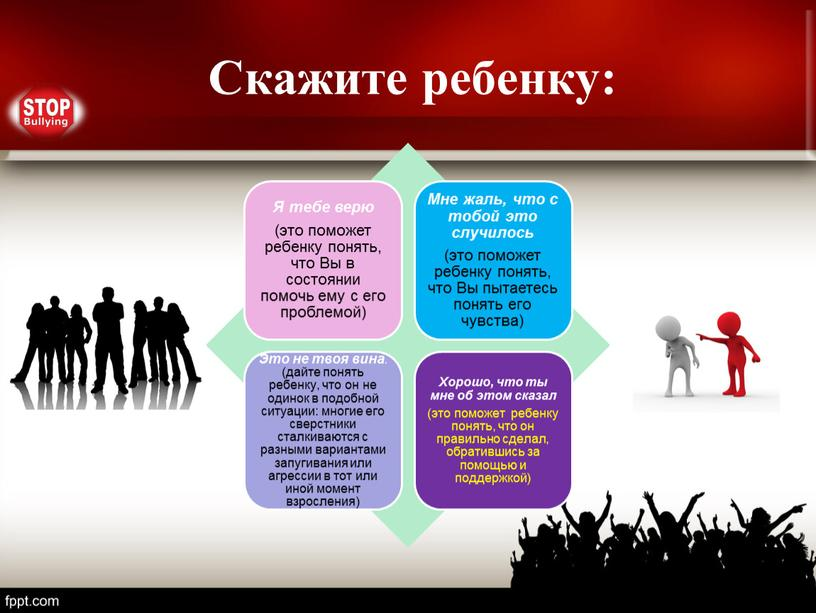 Скажите ребенку:
STOP
Bullying
Я тебе верю
(это поможет
ребенку понять,
что Вы в
состоянии
помочь ему с его
проблемой)
Мне жаль, что с
тобой это
случилось
(это поможет
ребенку понять,
что Вы пытаетесь
понять его
чувства)
Это не твоя вина.
(дайте понять
ребенку, что он не
одинок в подобной
ситуации: многие его
сверстники
сталкиваются с
разными вариантами
запугивания или
агрессии в тот или
иной момент
взросления)
Хорошо, что ты
мне об этом сказал
(это поможет ребенку
понять, что он
правильно сделал,
обратившись за
помощью и
поддержкой)
fppt.com